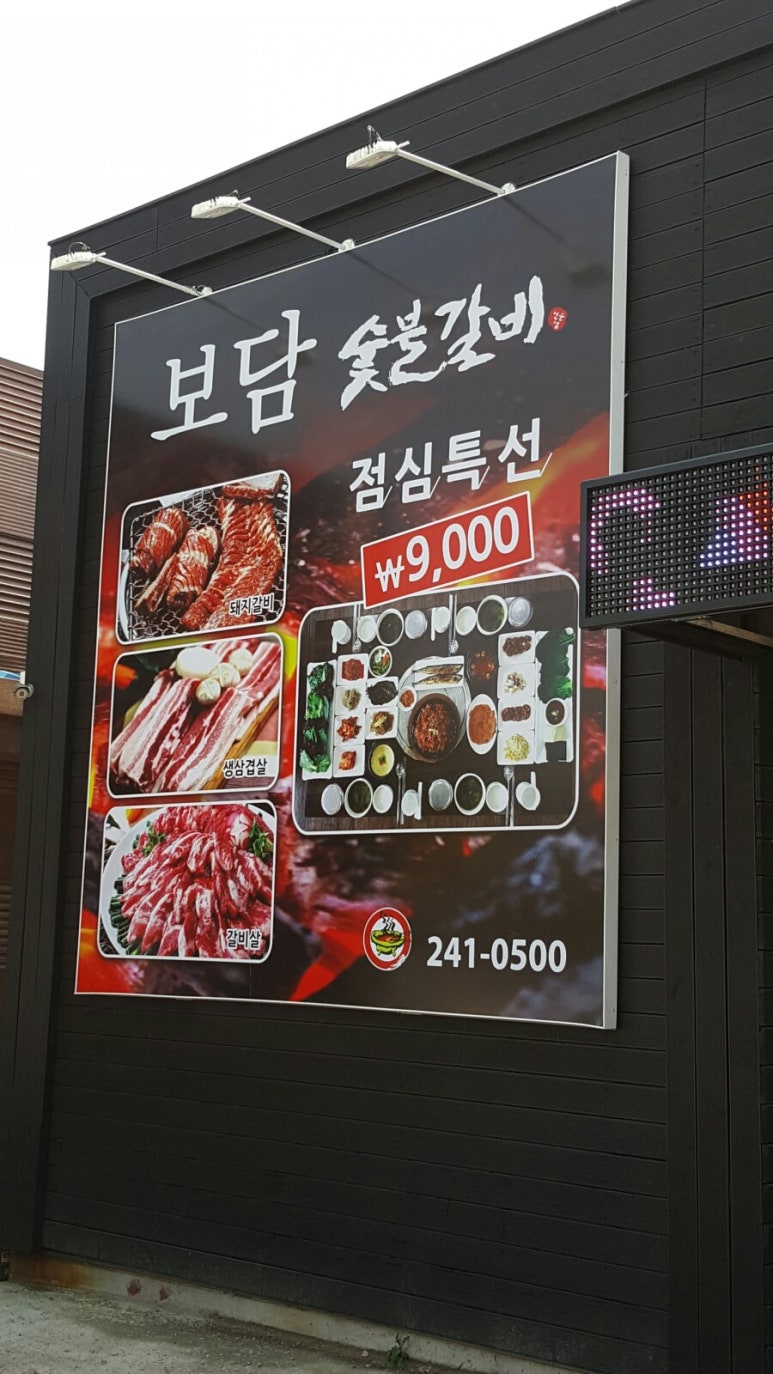 보담 숯불갈비
점심특선
₩9,000
돼지갈비
생삼겹살
갈비살
241-0500